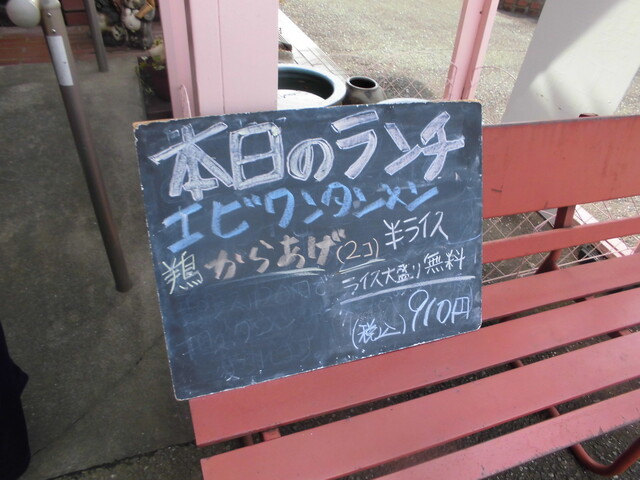 本日のランチ
エビワンタンメン
鶏からあげ(2コ)半ライス
ライス大盛り無料
(税込)910円